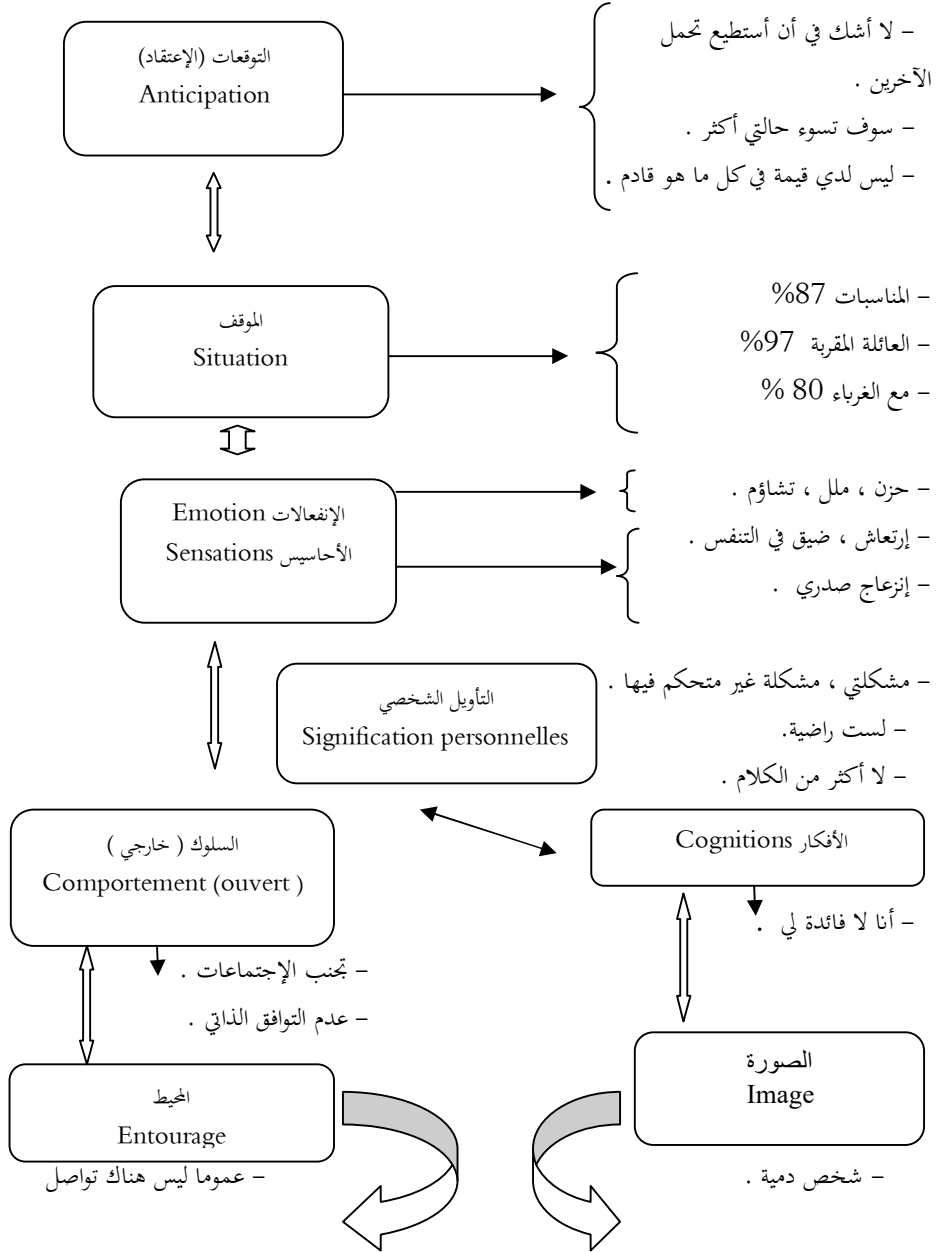 التوقعات (الإعتقاد)
Anticipation
– لا أشك في أن أستطيع تحمل
الآخرين .
– سوف تسوء حالتي أكثر .
– ليس لدي قيمة في كل ما هو قادم .
الموقف
Situation
– المناسبات 87%
– العائلة المقربة 97%
– مع الغرباء 80 %
الإنفعالات Emotion
الأحاسيس Sensations
– حزن ، ملل ، تشاؤم .
– إرتعاش ، ضيق في التنفس .
– إنزعاج صدري .
التأويل الشخصي
Signification personnelles
– مشكلتي ، مشكلة غير متحكم فيها .
– لست راضية.
– لا أكثر من الكلام .
السلوك ( خارجي )
Comportement (ouvert )
الأفكار Cognitions
– أنا لا فائدة لي .
– تجنب الإجتماعات .
– عدم التوافق الذاتي .
المحيط
Entourage
– عموما ليس هناك تواصل
الصورة
Image
– شخص دمية .